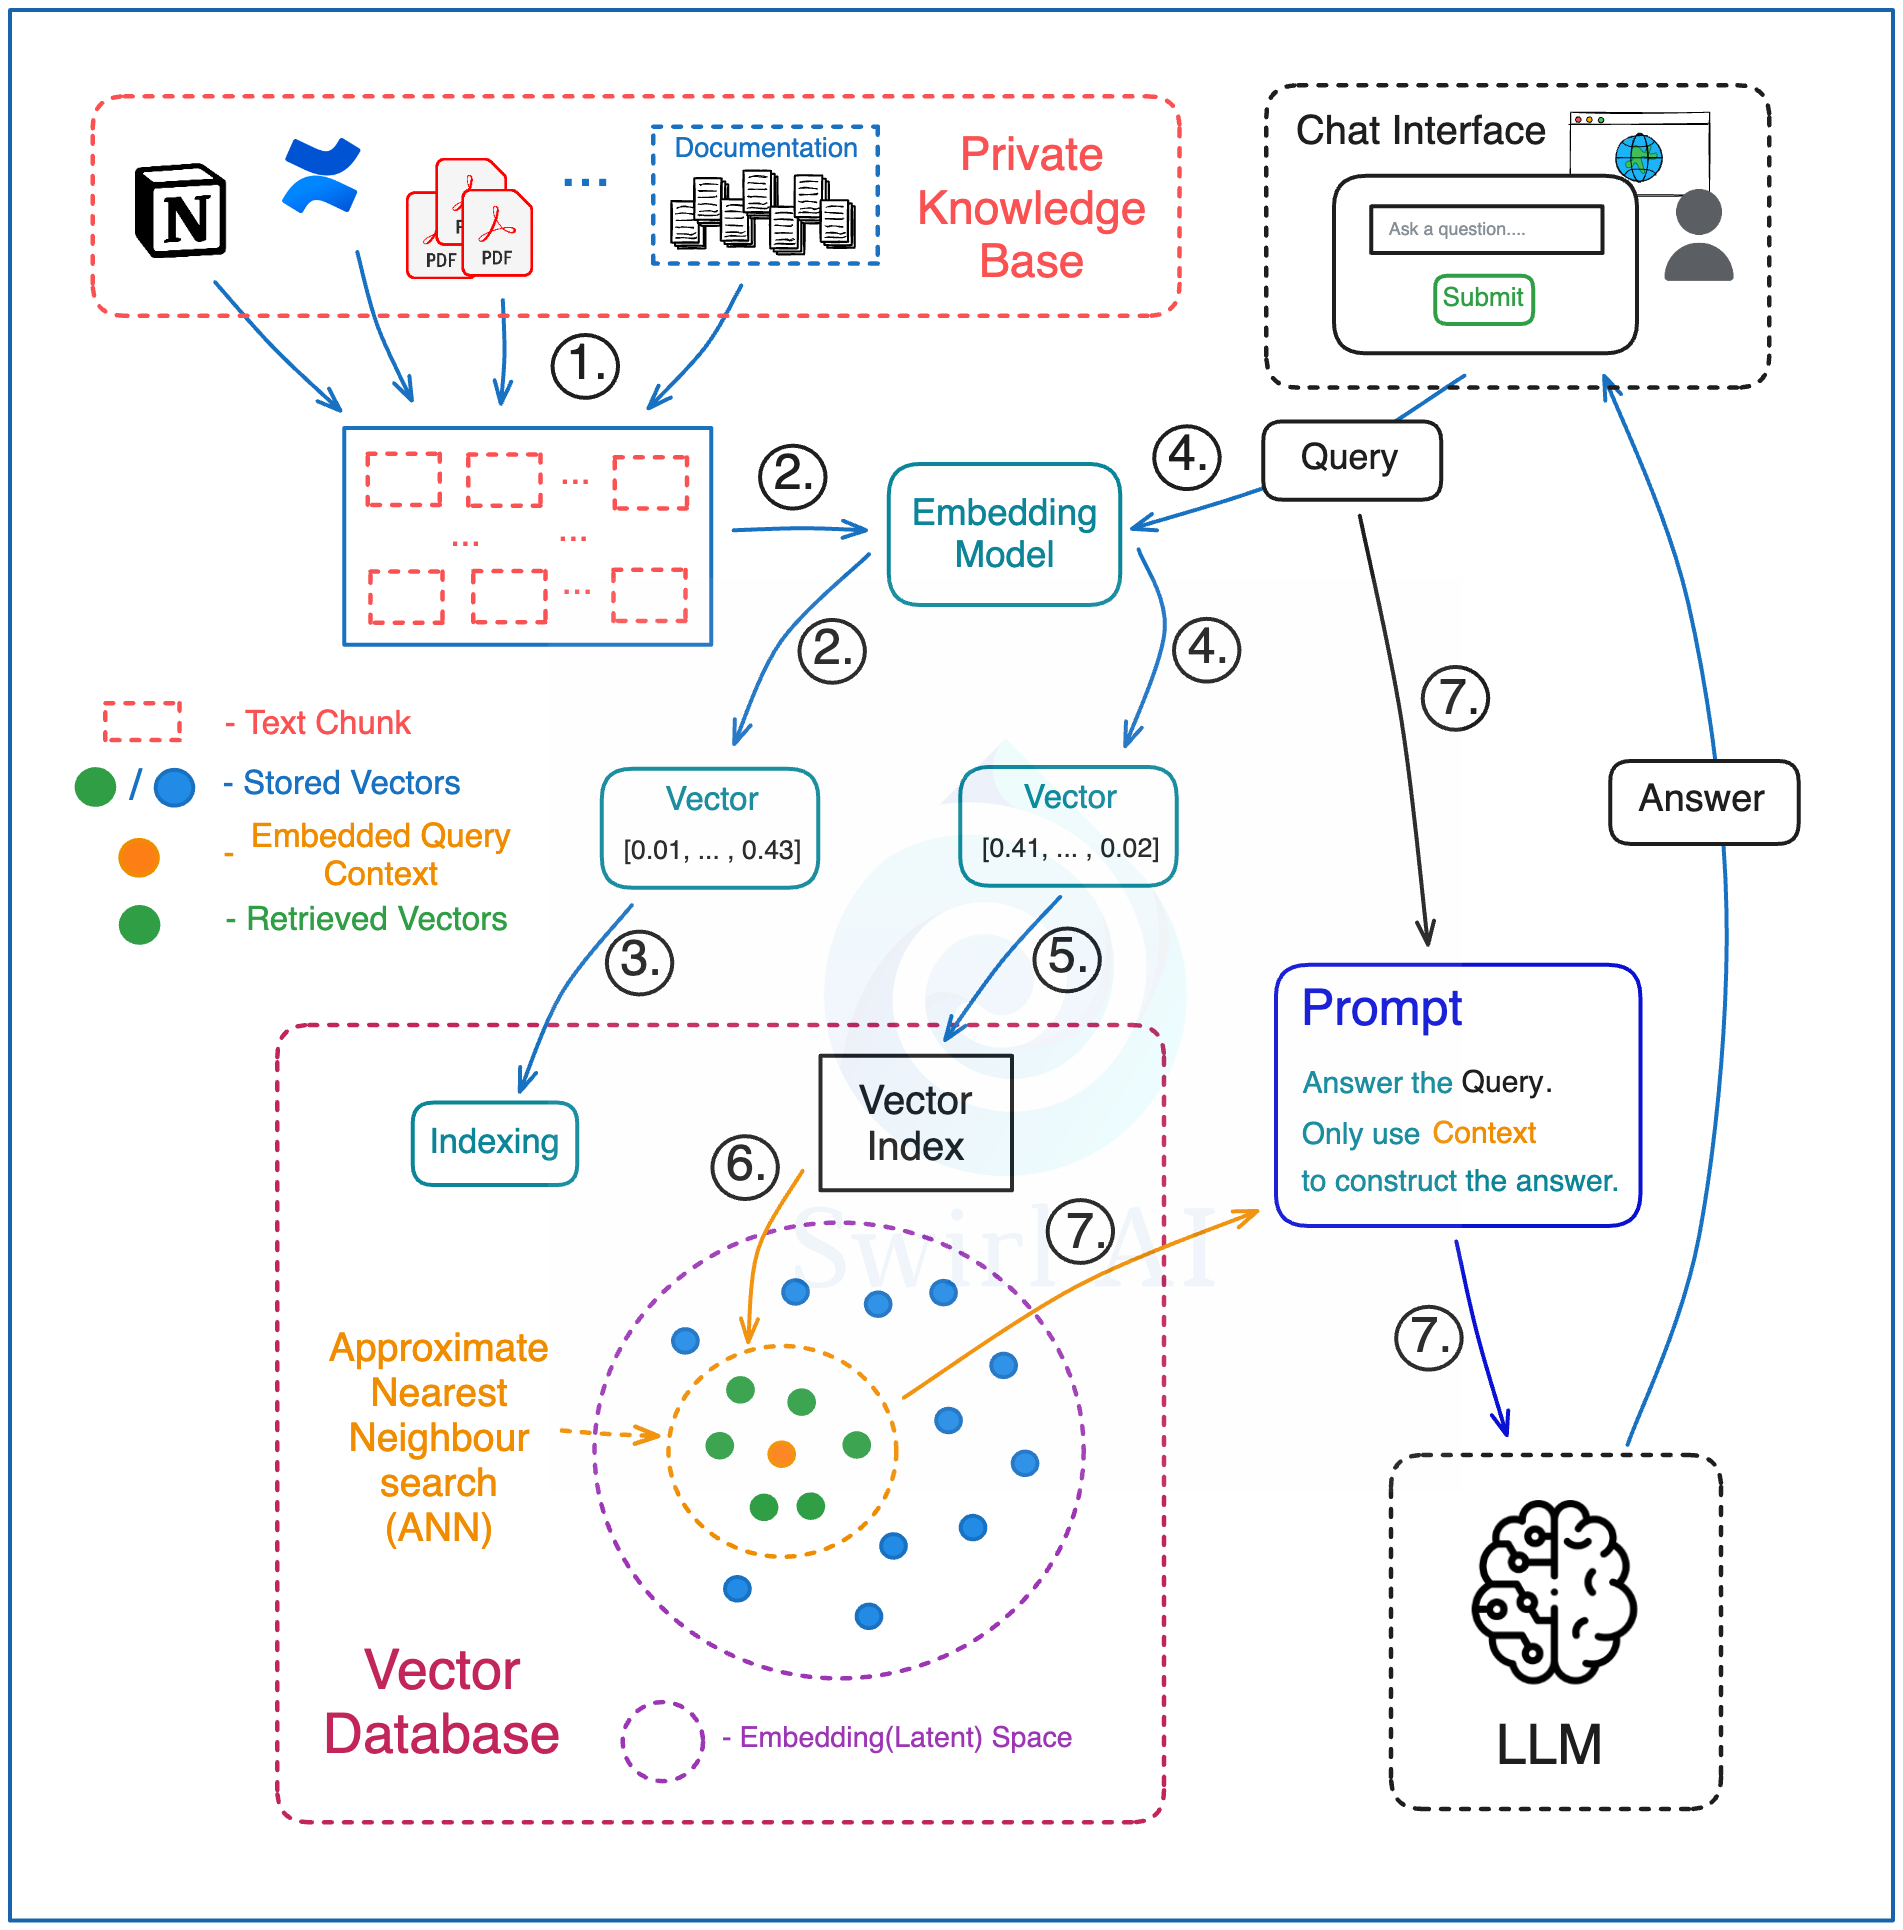 Documentation
Private
Knowledge
Base
N
PDF
PDF
...
Chat Interface
Ask a question....
Submit
1.
...
...
...
...
2.
Embedding
Model
4.
Query
2.
4.
7.
- Text Chunk
/ - Stored Vectors
- Embedded Query
Context
- Retrieved Vectors
Vector
[0.01, ... , 0.43]
Vector
[0.41, ... , 0.02]
Answer
3.
5.
Prompt
Answer the Query.
Only use Context
to construct the answer.
Indexing
Vector
Index
6.
7.
SwirlAI
7.
Approximate
Nearest
Neighbour
search
(ANN)
Vector
Database
- Embedding(Latent) Space
LLM